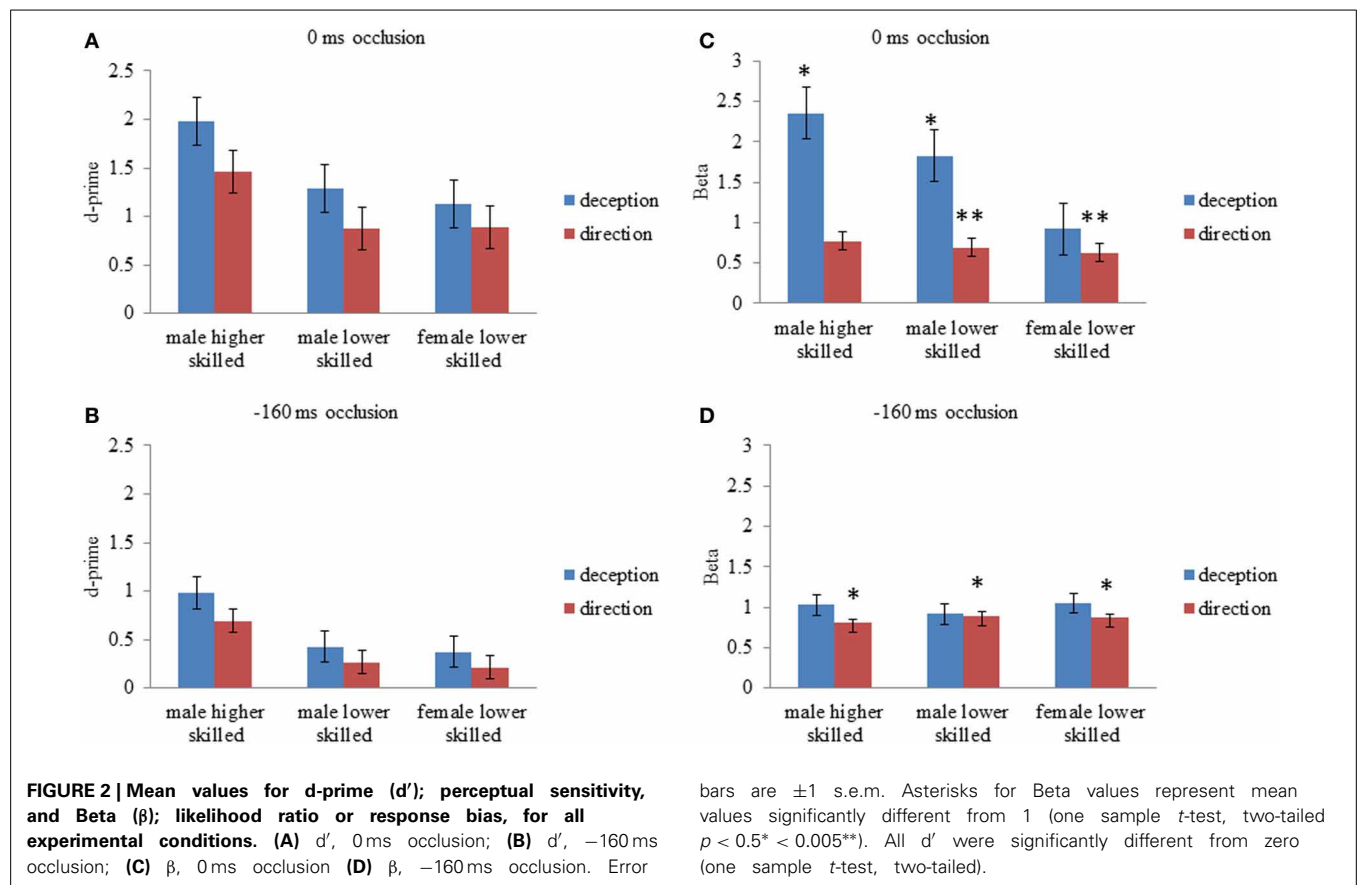 A
0 ms occlusion
2.5
2
1.5
1
0.5
0
d-prime
male higher
skilled
male lower
skilled
female lower
skilled
deception
direction
C
0 ms occlusion
3
2.5
2
1.5
1
0.5
0
Beta
*
*
**
**
male higher
skilled
male lower
skilled
female lower
skilled
deception
direction
B
-160 ms occlusion
2.5
2
1.5
1
0.5
0
d-prime
male higher
skilled
male lower
skilled
female lower
skilled
deception
direction
D
-160 ms occlusion
3
2.5
2
1.5
1
0.5
0
Beta
*
*
*
male higher
skilled
male lower
skilled
female lower
skilled
deception
direction
FIGURE 2 | Mean values for d-prime (d′); perceptual sensitivity,
and Beta (β); likelihood ratio or response bias, for all
experimental conditions. (A) d′, 0 ms occlusion; (B) d′, −160 ms
occlusion; (C) β, 0 ms occlusion (D) β, −160 ms occlusion. Error
bars are ±1 s.e.m. Asterisks for Beta values represent mean
values significantly different from 1 (one sample t-test, two-tailed
p < 0.5* < 0.005**). All d′ were significantly different from zero
(one sample t-test, two-tailed).